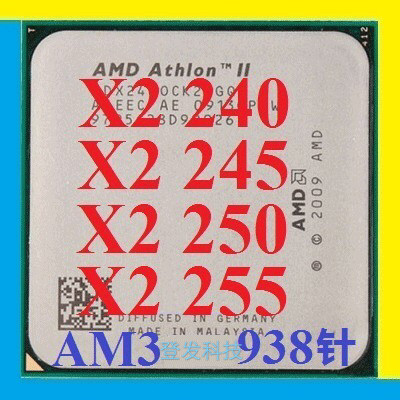 AMD Athlon™ II
X2 240
X2 245
X2 250
X2 255
AMD
© 2009 AMD
DIFFUSED IN GERMANY
MADE IN MALAYSIA
AM3 登发科技 938针